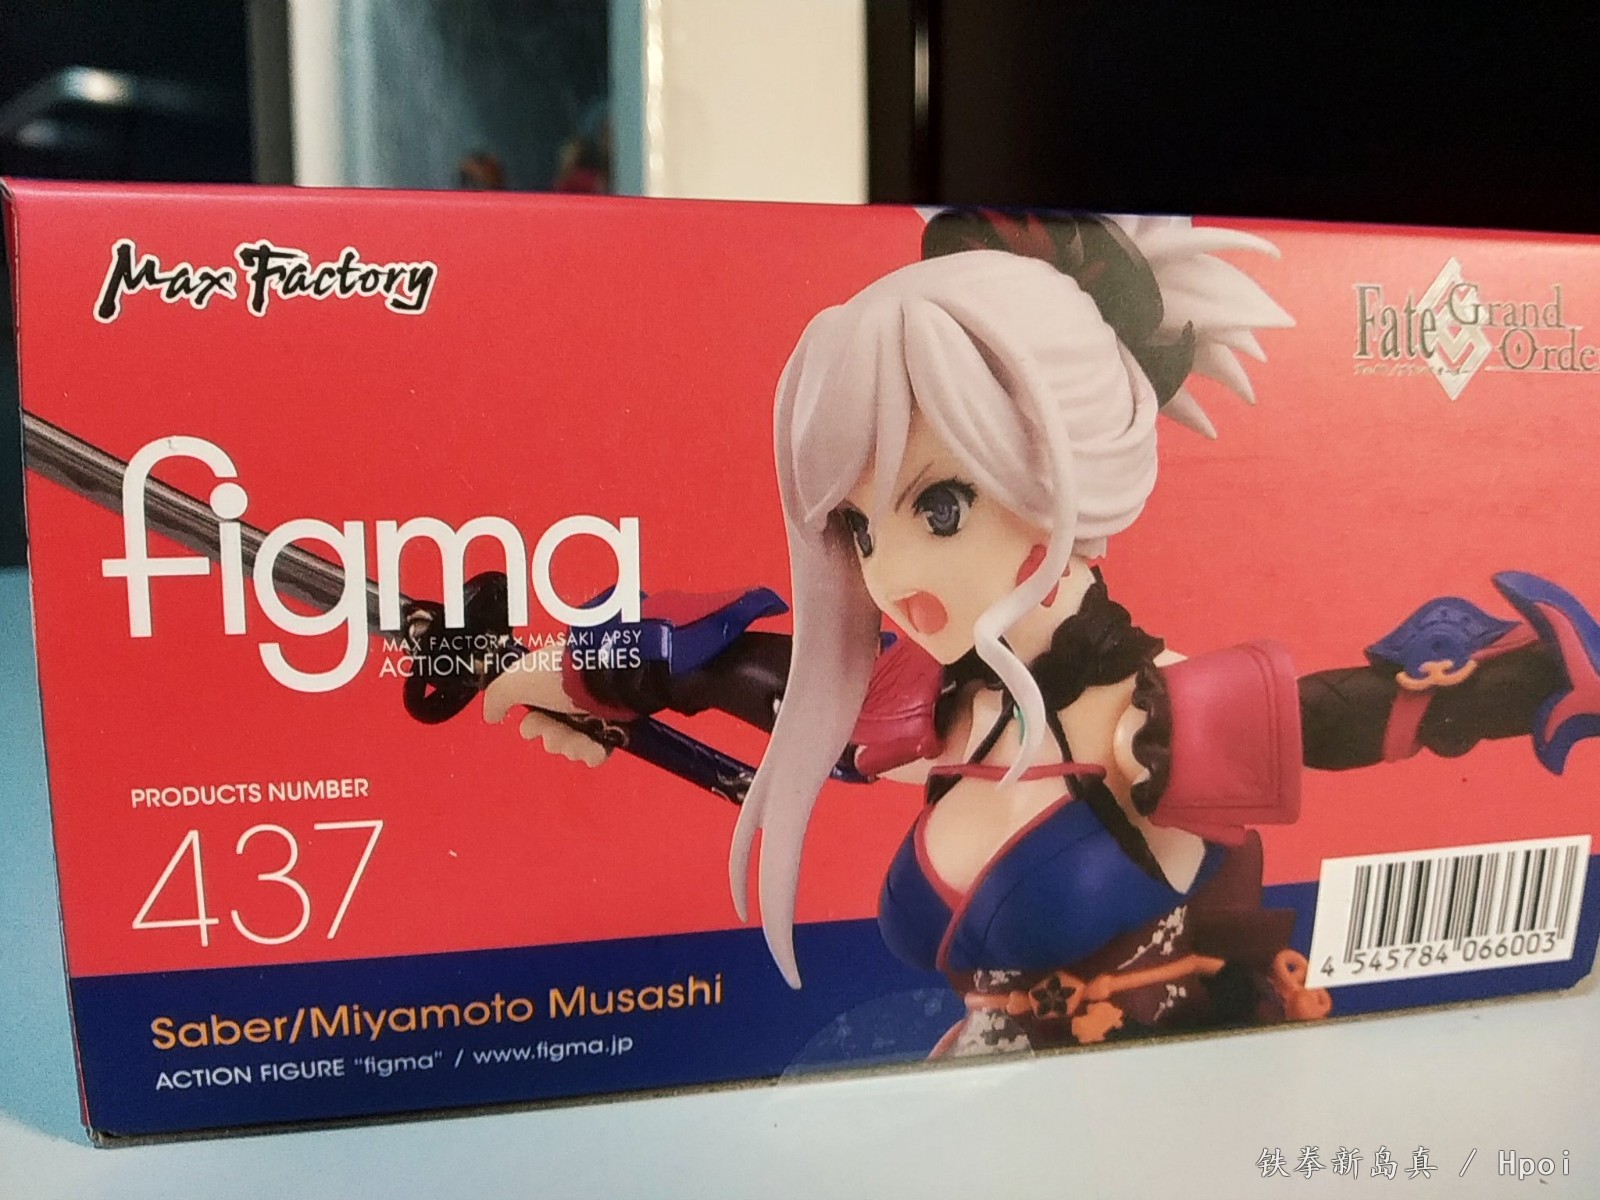 Max Factory
Fate Grand
Orde
figma
MAX FACTORY × MASAKI APSY
ACTION FIGURE SERIES
PRODUCTS NUMBER
437
4 545784 066003
Saber/Miyamoto Musashi
ACTION FIGURE "figma" / www.figma.jp
铁拳新岛真 / Hpoi